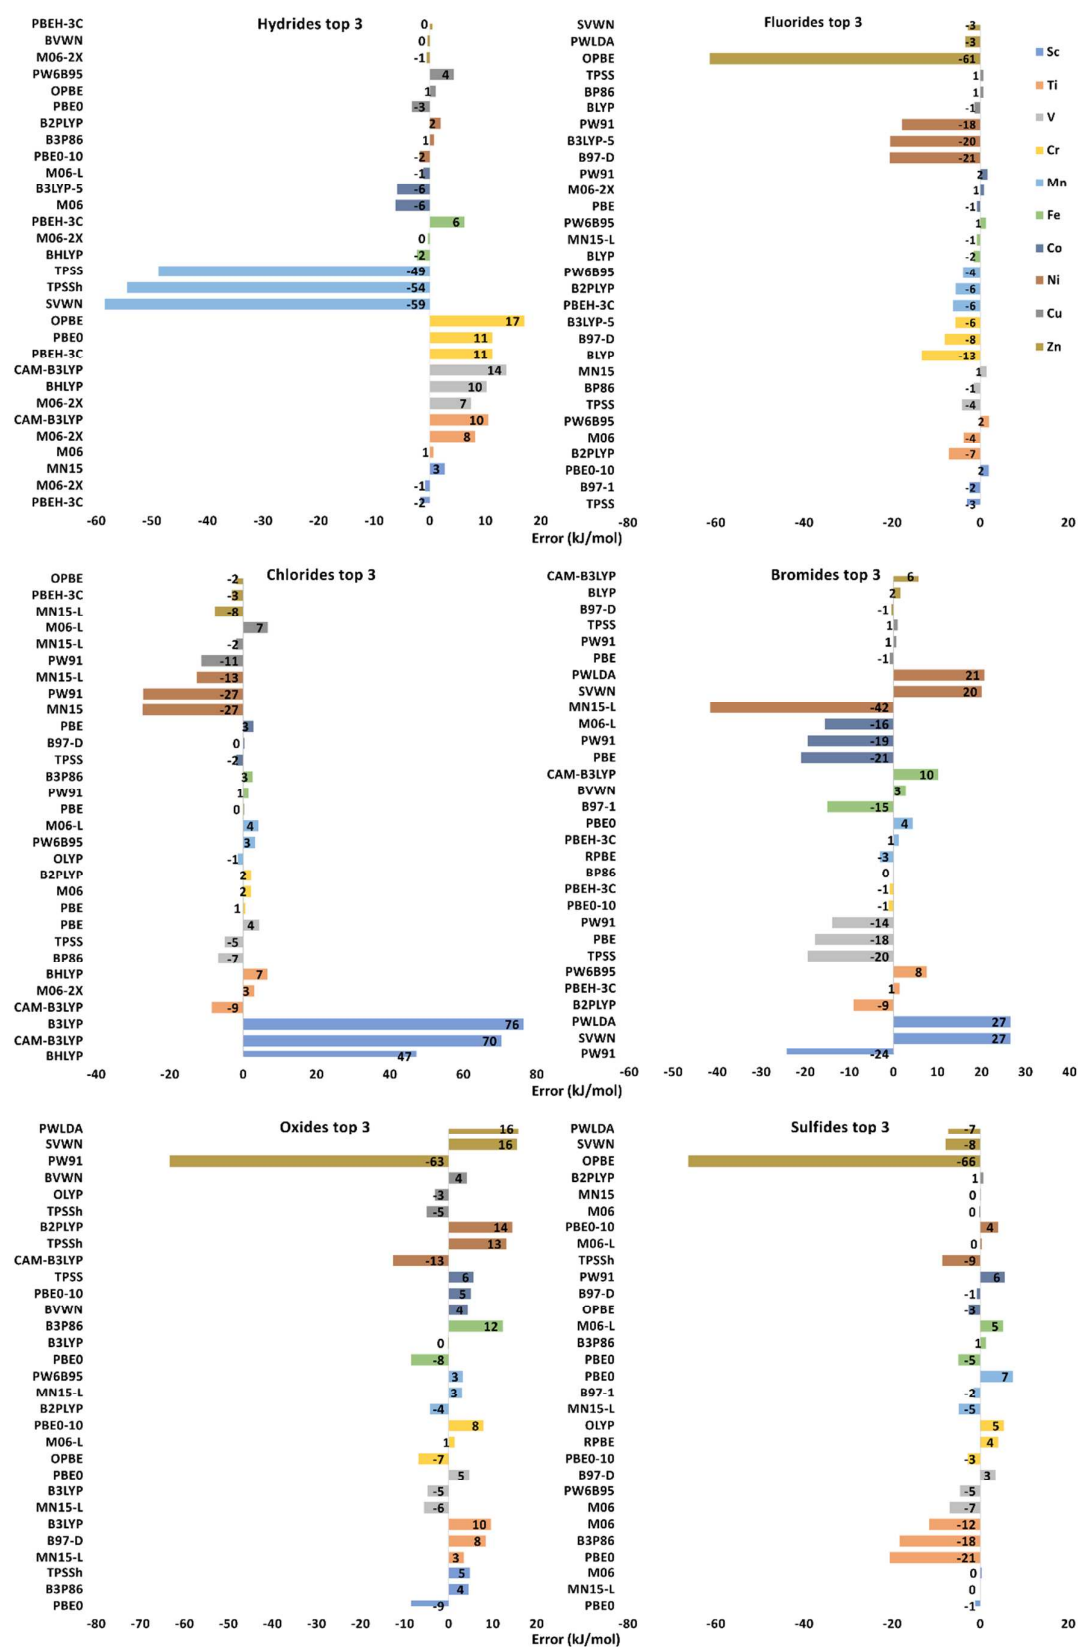 Hydrides top 3
PBEH-3C 0
BVWN 0
M06-2X -1
PW6B95 4
OPBE 1
PBE0 -3
B2PLYP 2
B3P86 1
PBE0-10 -2
M06-L -1
B3LYP-5 -6
M06 -6
PBEH-3C 6
M06-2X 0
BHLYP -2
TPSS -49
TPSSh -54
SVWN -59
OPBE 17
PBE0 11
PBEH-3C 11
CAM-B3LYP 14
BHLYP 10
M06-2X 7
CAM-B3LYP 10
M06-2X 8
M06 1
MN15 3
M06-2X -1
PBEH-3C -2
-60 -50 -40 -30 -20 -10 0 10 20
Error (kJ/mol)
Fluorides top 3
SVWN -3
PWLDA -3
OPBE -61
TPSS 1
BP86 1
BLYP -1
PW91 -18
B3LYP-5 -20
B97-D -21
PW91 2
M06-2X 1
PBE -1
PW6B95 1
MN15-L -1
BLYP -2
PW6B95 -4
B2PLYP -6
PBEH-3C -6
B3LYP-5 -6
B97-D -8
BLYP -13
MN15 1
BP86 -1
TPSS -4
PW6B95 2
M06 -4
B2PLYP -7
PBE0-10 2
B97-1 -2
TPSS -3
-80 -60 -40 -20 0 20
Error (kJ/mol)
Sc
Ti
V
Cr
Mn
Fe
Co
Ni
Cu
Zn
Chlorides top 3
OPBE -2
PBEH-3C -3
MN15-L -8
M06-L 7
MN15-L -2
PW91 -11
MN15-L -13
PW91 -27
MN15 -27
PBE 3
B97-D 0
TPSS -2
B3P86 3
PW91 1
PBE 0
M06-L 4
PW6B95 3
OLYP -1
B2PLYP 2
M06 2
PBE 1
PBE 4
TPSS -5
BP86 -7
BHLYP 7
M06-2X 3
CAM-B3LYP -9
B3LYP 76
CAM-B3LYP 70
BHLYP 47
-40 -20 0 20 40 60 80
Error (kJ/mol)
Bromides top 3
CAM-B3LYP 6
BLYP 2
B97-D -1
TPSS 1
PW91 1
PBE -1
PWLDA 21
SVWN 20
MN15-L -42
M06-L -16
PW91 -19
PBE -21
CAM-B3LYP 10
BVWN 3
B97-1 -15
PBE0 4
PBEH-3C 1
RPBE -3
BP86 0
PBEH-3C -1
PBE0-10 -1
PW91 -14
PBE -18
TPSS -20
PW6B95 8
PBEH-3C 1
B2PLYP -9
PWLDA 27
SVWN 27
PW91 -24
-60 -50 -40 -30 -20 -10 0 10 20 30 40
Error (kJ/mol)
Oxides top 3
PWLDA 16
SVWN 16
PW91 -63
BVWN 4
OLYP -3
TPSSh -5
B2PLYP 14
TPSSh 13
CAM-B3LYP -13
TPSS 6
PBE0-10 5
BVWN 4
B3P86 12
B3LYP 0
PBE0 -8
PW6B95 3
MN15-L 3
B2PLYP -4
PBE0-10 8
M06-L 1
OPBE -7
PBE0 5
B3LYP -5
MN15-L -6
B3LYP 10
B97-D 8
MN15-L 3
TPSSh 5
B3P86 4
PBE0 -9
-80 -70 -60 -50 -40 -30 -20 -10 0 10 20
Error (kJ/mol)
Sulfides top 3
PWLDA -7
SVWN -8
OPBE -66
B2PLYP 1
MN15 0
M06 0
PBE0-10 4
M06-L 0
TPSSh -9
PW91 6
B97-D -1
OPBE -3
M06-L 5
B3P86 1
PBE0 -5
PBE0 7
B97-1 -2
MN15-L -5
OLYP 5
RPBE 4
PBE0-10 -3
B97-D 3
PW6B95 -5
M06 -7
M06 -12
B3P86 -18
PBE0 -21
M06 0
MN15-L 0
PBE0 -1
-80 -60 -40 -20 0 20
Error (kJ/mol)